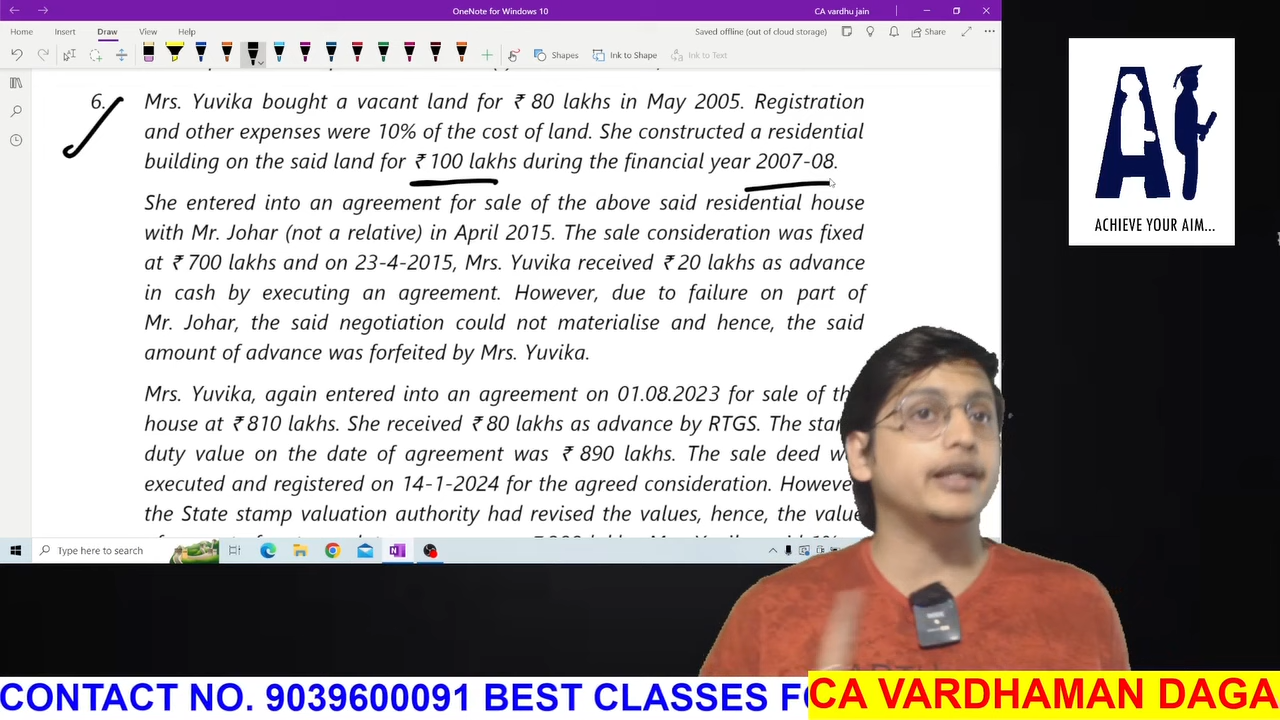 OneNote for Windows 10
CA vardhu jain
Home Insert Draw View Help
Saved offline (out of cloud storage)
Share
Shapes Ink to Shape Ink to Text
6. Mrs. Yuvika bought a vacant land for ₹ 80 lakhs in May 2005. Registration
and other expenses were 10% of the cost of land. She constructed a residential
building on the said land for ₹ 100 lakhs during the financial year 2007-08.
She entered into an agreement for sale of the above said residential house
with Mr. Johar (not a relative) in April 2015. The sale consideration was fixed
at ₹ 700 lakhs and on 23-4-2015, Mrs. Yuvika received ₹ 20 lakhs as advance
in cash by executing an agreement. However, due to failure on part of
Mr. Johar, the said negotiation could not materialise and hence, the said
amount of advance was forfeited by Mrs. Yuvika.
Mrs. Yuvika, again entered into an agreement on 01.08.2023 for sale of
house at ₹ 810 lakhs. She received ₹ 80 lakhs as advance by RTGS. The
duty value on the date of agreement was ₹ 890 lakhs. The sale deed
executed and registered on 14-1-2024 for the agreed consideration.
the State stamp valuation authority had revised the values, hence, the
Type here to search
ACHIEVE YOUR AIM...
CONTACT NO. 9039600091 BEST CLASSES
CA VARDHAMAN DAGA